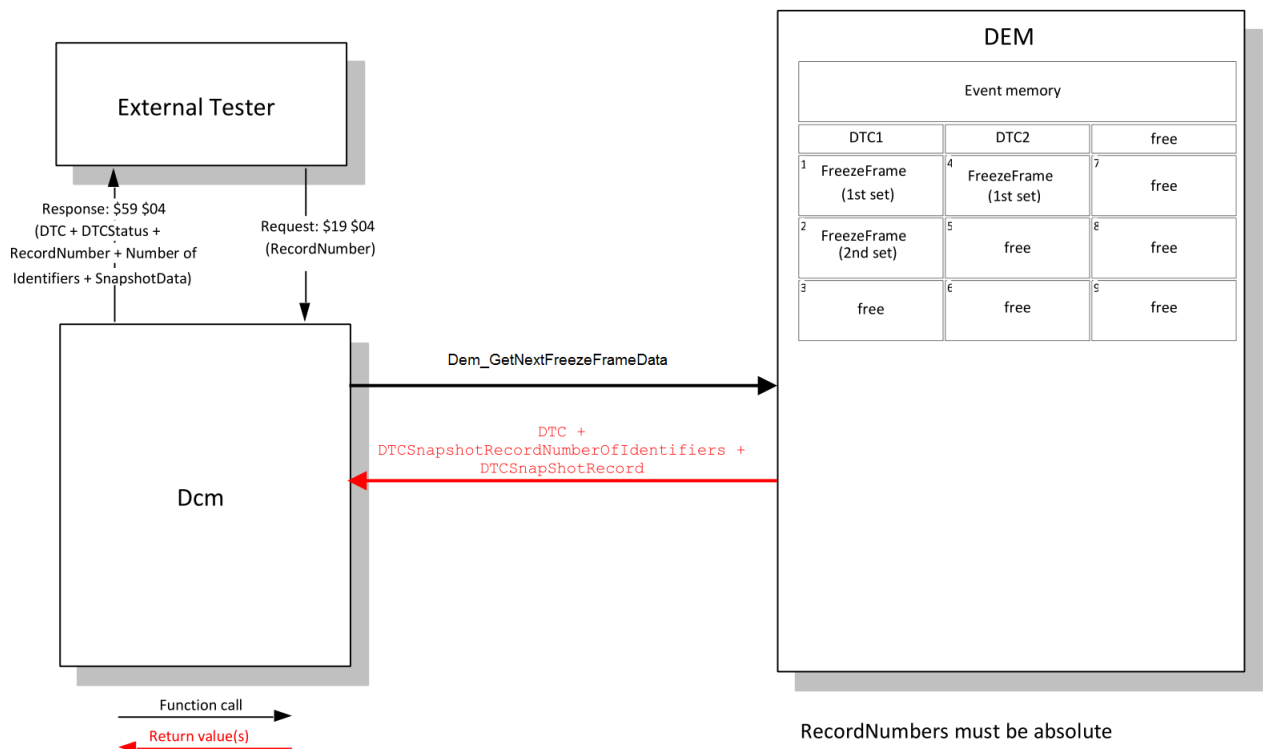 DEM
External Tester
Event memory
DTC1
DTC2
free
1
FreezeFrame
(1st set)
4
FreezeFrame
(1st set)
7
free
2
FreezeFrame
(2nd set)
5
free
8
free
3
free
6
free
9
free
Response: $59 $04
(DTC + DTCStatus +
RecordNumber + Number of
Identifiers + SnapshotData)
Request: $19 $04
(RecordNumber)
Dem_GetNextFreezeFrameData
DTC +
DTCSnapshotRecordNumberOfIdentifiers +
DTCSnapShotRecord
Dcm
Function call
Return value(s)
RecordNumbers must be absolute